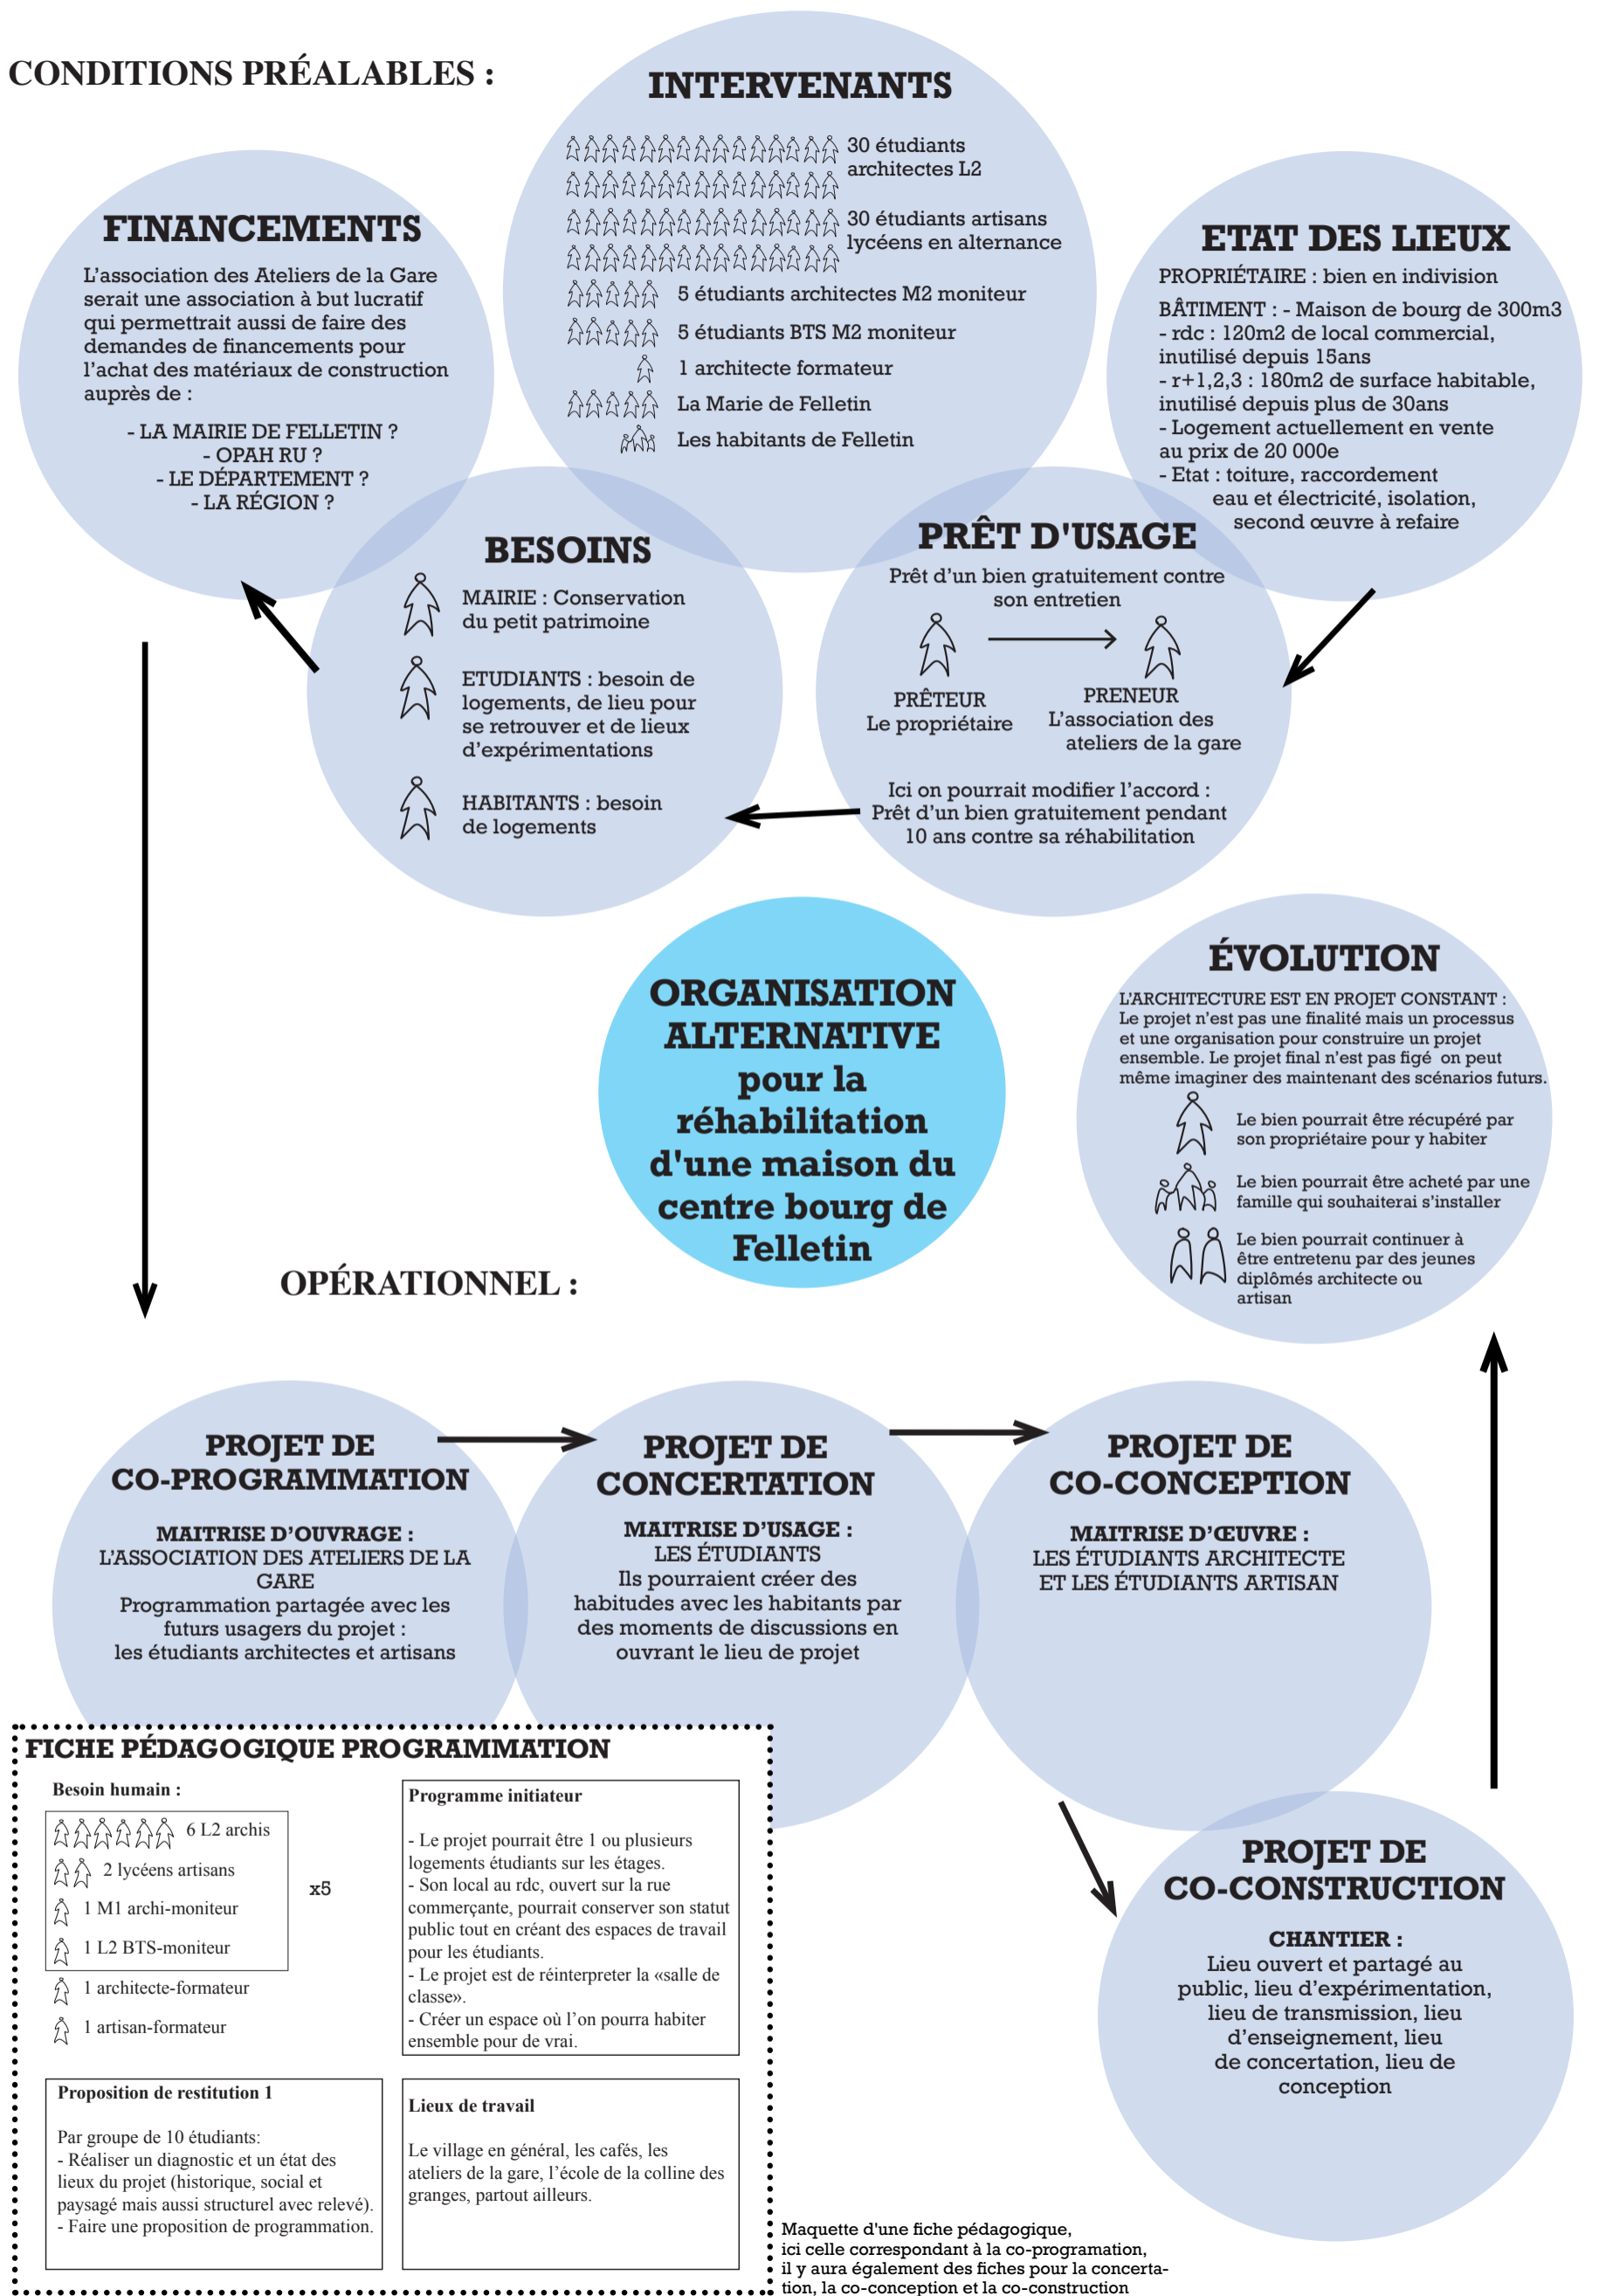 CONDITIONS PRÉALABLES :
INTERVENANTS
30 étudiants
architectes L2
30 étudiants artisans
lycéens en alternance
5 étudiants architectes M2 moniteur
5 étudiants BTS M2 moniteur
1 architecte formateur
La Marie de Felletin
Les habitants de Felletin
FINANCEMENTS
L'association des Ateliers de la Gare
serait une association à but lucratif
qui permettrait aussi de faire des
demandes de financements pour
l'achat des matériaux de construction
auprès de :
- LA MAIRIE DE FELLETIN ?
- OPAH RU ?
- LE DÉPARTEMENT ?
- LA RÉGION ?
ETAT DES LIEUX
PROPRIÉTAIRE : bien en indivision
BÂTIMENT : - Maison de bourg de 300m3
- rdc : 120m2 de local commercial,
inutilisé depuis 15ans
- r+1,2,3 : 180m2 de surface habitable,
inutilisé depuis plus de 30ans
- Logement actuellement en vente
au prix de 20 000e
- Etat : toiture, raccordement
eau et électricité, isolation,
second œuvre à refaire
BESOINS
MAIRIE : Conservation
du petit patrimoine
ETUDIANTS : besoin de
logements, de lieu pour
se retrouver et de lieux
d'expérimentations
HABITANTS : besoin
de logements
PRÊT D'USAGE
Prêt d'un bien gratuitement contre
son entretien
PRÊTEUR
Le propriétaire
PRENEUR
L'association des
ateliers de la gare
Ici on pourrait modifier l'accord :
Prêt d'un bien gratuitement pendant
10 ans contre sa réhabilitation
ORGANISATION
ALTERNATIVE
pour la
réhabilitation
d'une maison du
centre bourg de
Felletin
ÉVOLUTION
L'ARCHITECTURE EST EN PROJET CONSTANT :
Le projet n'est pas une finalité mais un processus
et une organisation pour construire un projet
ensemble. Le projet final n'est pas figé on peut
même imaginer des maintenant des scénarios futurs.
Le bien pourrait être récupéré par
son propriétaire pour y habiter
Le bien pourrait être acheté par une
famille qui souhaiterai s'installer
Le bien pourrait continuer à
être entretenu par des jeunes
diplômés architecte ou
artisan
OPÉRATIONNEL :
PROJET DE
CO-PROGRAMMATION
MAITRISE D'OUVRAGE :
L'ASSOCIATION DES ATELIERS DE LA
GARE
Programmation partagée avec les
futurs usagers du projet :
les étudiants architectes et artisans
PROJET DE
CONCERTATION
MAITRISE D'USAGE :
LES ÉTUDIANTS
Ils pourraient créer des
habitudes avec les habitants par
des moments de discussions en
ouvrant le lieu de projet
PROJET DE
CO-CONCEPTION
MAITRISE D'ŒUVRE :
LES ÉTUDIANTS ARCHITECTE
ET LES ÉTUDIANTS ARTISAN
PROJET DE
CO-CONSTRUCTION
CHANTIER :
Lieu ouvert et partagé au
public, lieu d'expérimentation,
lieu de transmission, lieu
d'enseignement, lieu
de concertation, lieu de
conception
FICHE PÉDAGOGIQUE PROGRAMMATION
Besoin humain :
6 L2 archis
2 lycéens artisans
1 M1 archi-moniteur
1 L2 BTS-moniteur
x5
1 architecte-formateur
1 artisan-formateur
Programme initiateur
- Le projet pourrait être 1 ou plusieurs
logements étudiants sur les étages.
- Son local au rdc, ouvert sur la rue
commerçante, pourrait conserver son statut
public tout en créant des espaces de travail
pour les étudiants.
- Le projet est de réinterpreter la «salle de
classe».
- Créer un espace où l'on pourra habiter
ensemble pour de vrai.
Proposition de restitution 1
Par groupe de 10 étudiants:
- Réaliser un diagnostic et un état des
lieux du projet (historique, social et
paysagé mais aussi structurel avec relevé).
- Faire une proposition de programmation.
Lieux de travail
Le village en général, les cafés, les
ateliers de la gare, l'école de la colline des
granges, partout ailleurs.
Maquette d'une fiche pédagogique,
ici celle correspondant à la co-programation,
il y aura également des fiches pour la concerta-
tion, la co-conception et la co-construction